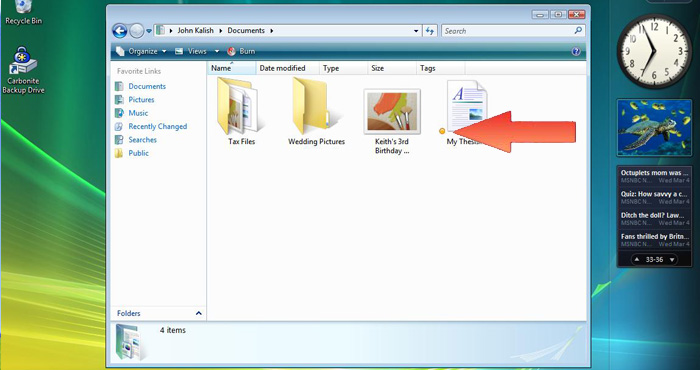 Recycle Bin
Carbonite
Backup Drive
John Kalish
Documents
Search
Organize
Views
Burn
Favorite Links
Documents
Pictures
Music
Recently Changed
Searches
Public
Folders
Name
Date modified
Type
Size
Tags
Tax Files
Wedding Pictures
Keith's 3rd
Birthday ...
My Thesis
4 items
Octuplets mom was ...
MSNBC N... Wed Mar 4
Quiz: How savvy a c...
MSNBC N... Wed Mar 4
Ditch the doll? Law...
MSNBC N... Wed Mar 4
Fans thrilled by Britn...
MSNBC N... Wed Mar 4
33-36